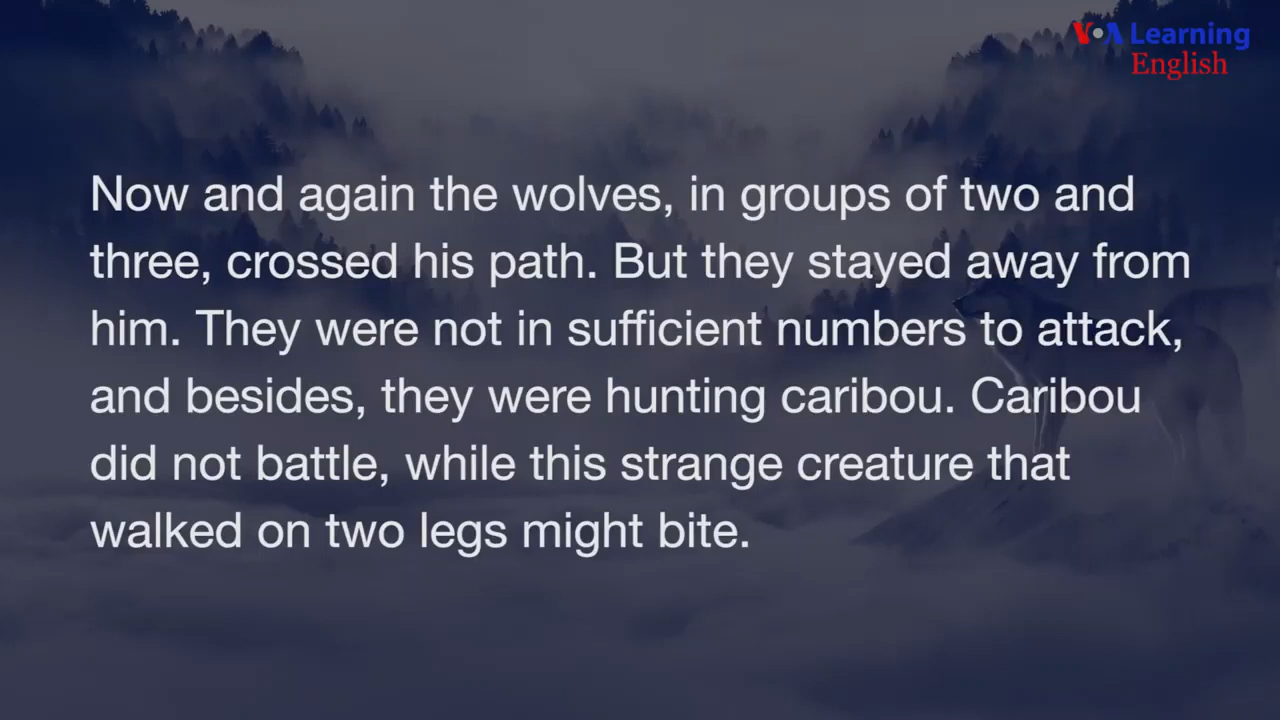 VOA Learning
English
Now and again the wolves, in groups of two and
three, crossed his path. But they stayed away from
him. They were not in sufficient numbers to attack,
and besides, they were hunting caribou. Caribou
did not battle, while this strange creature that
walked on two legs might bite.